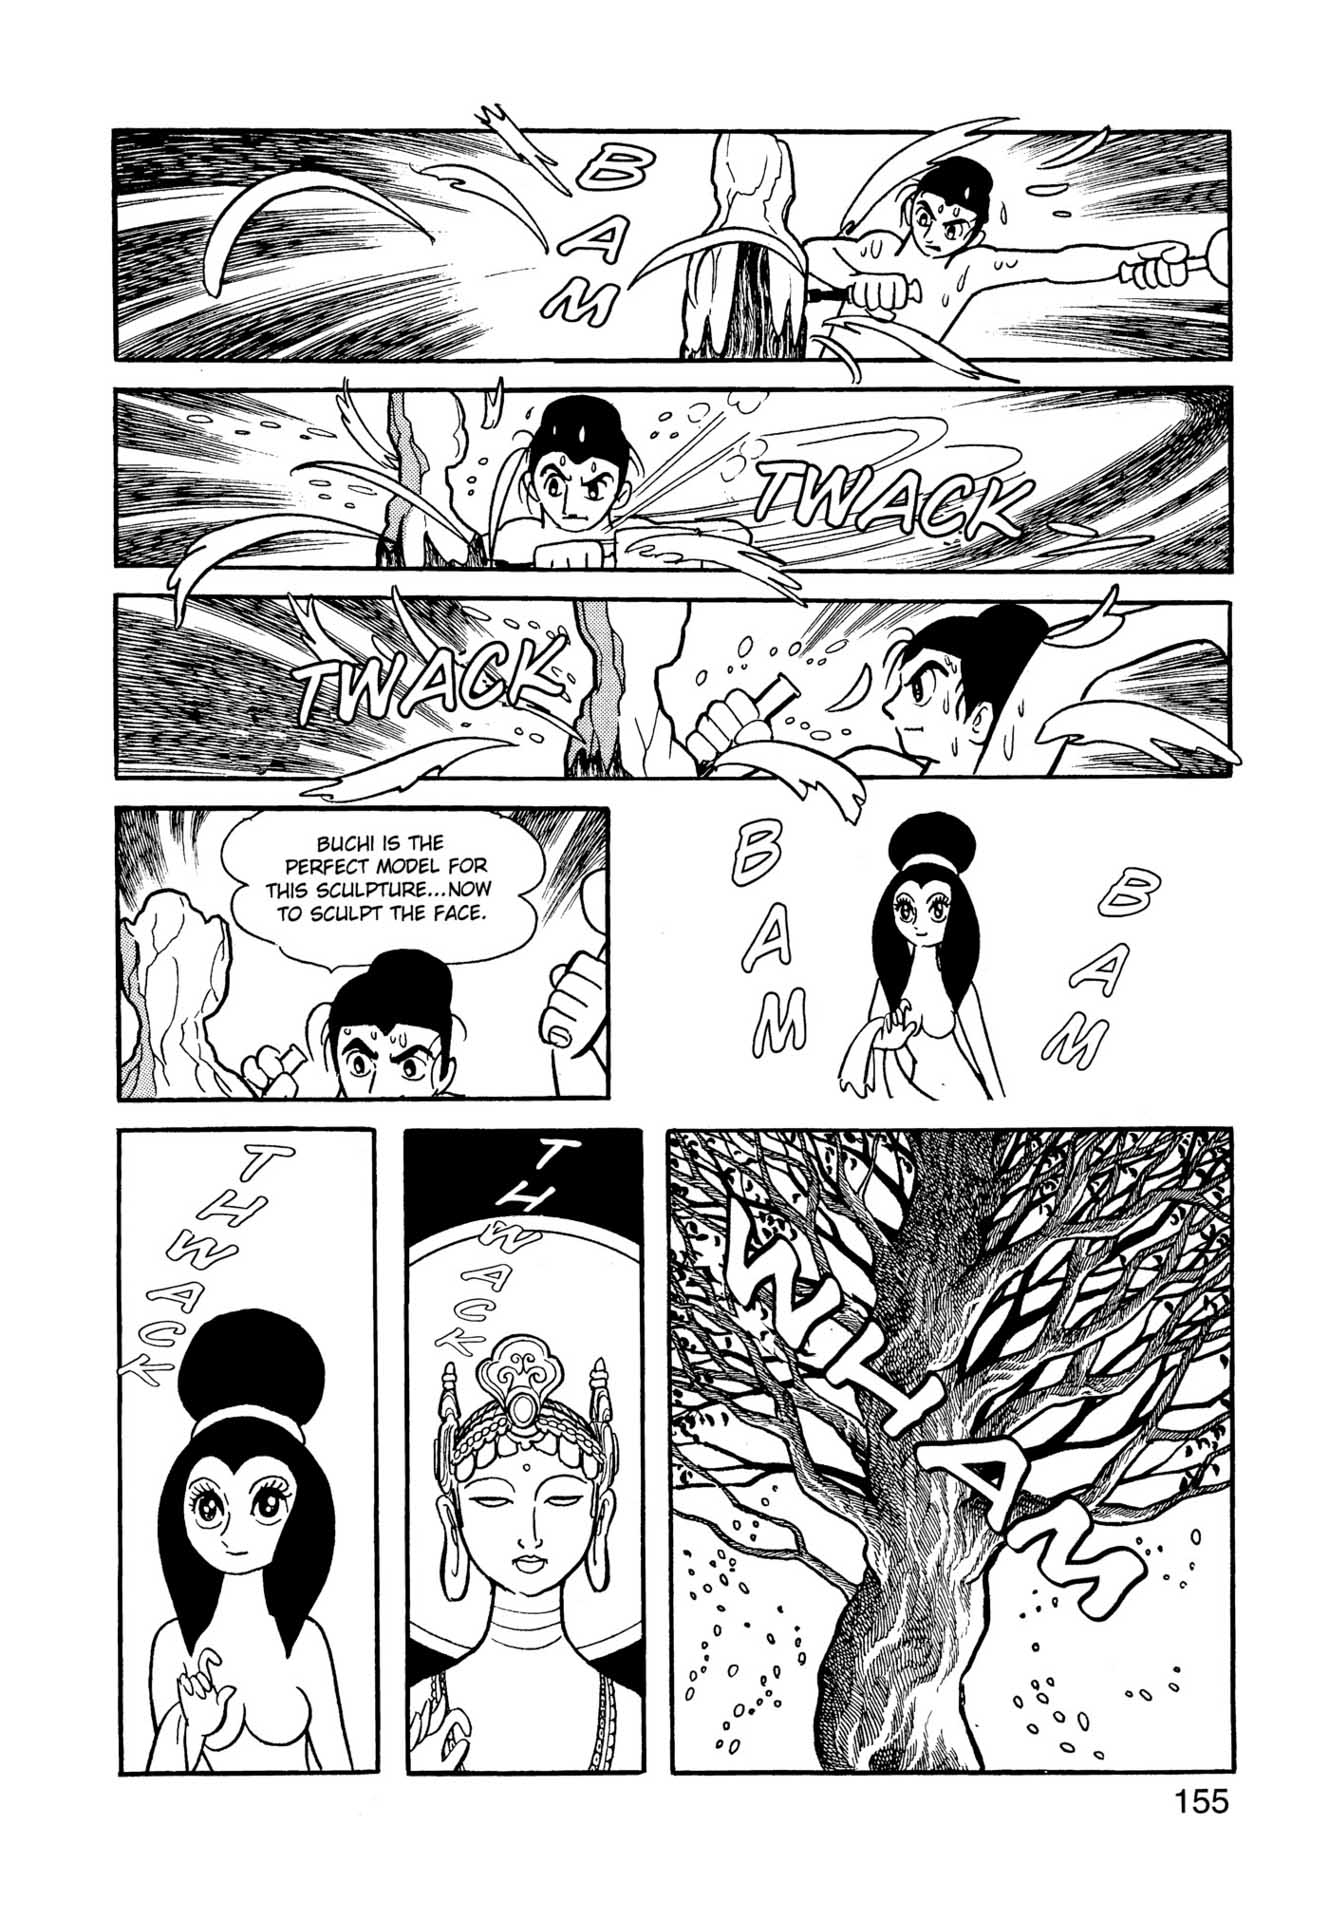 BAM
TWACK
TWACK
BUCHI IS THE
PERFECT MODEL FOR
THIS SCULPTURE...NOW
TO SCULPT THE FACE.
BAM
BAM
THWACK
THWACK
WHAM
155